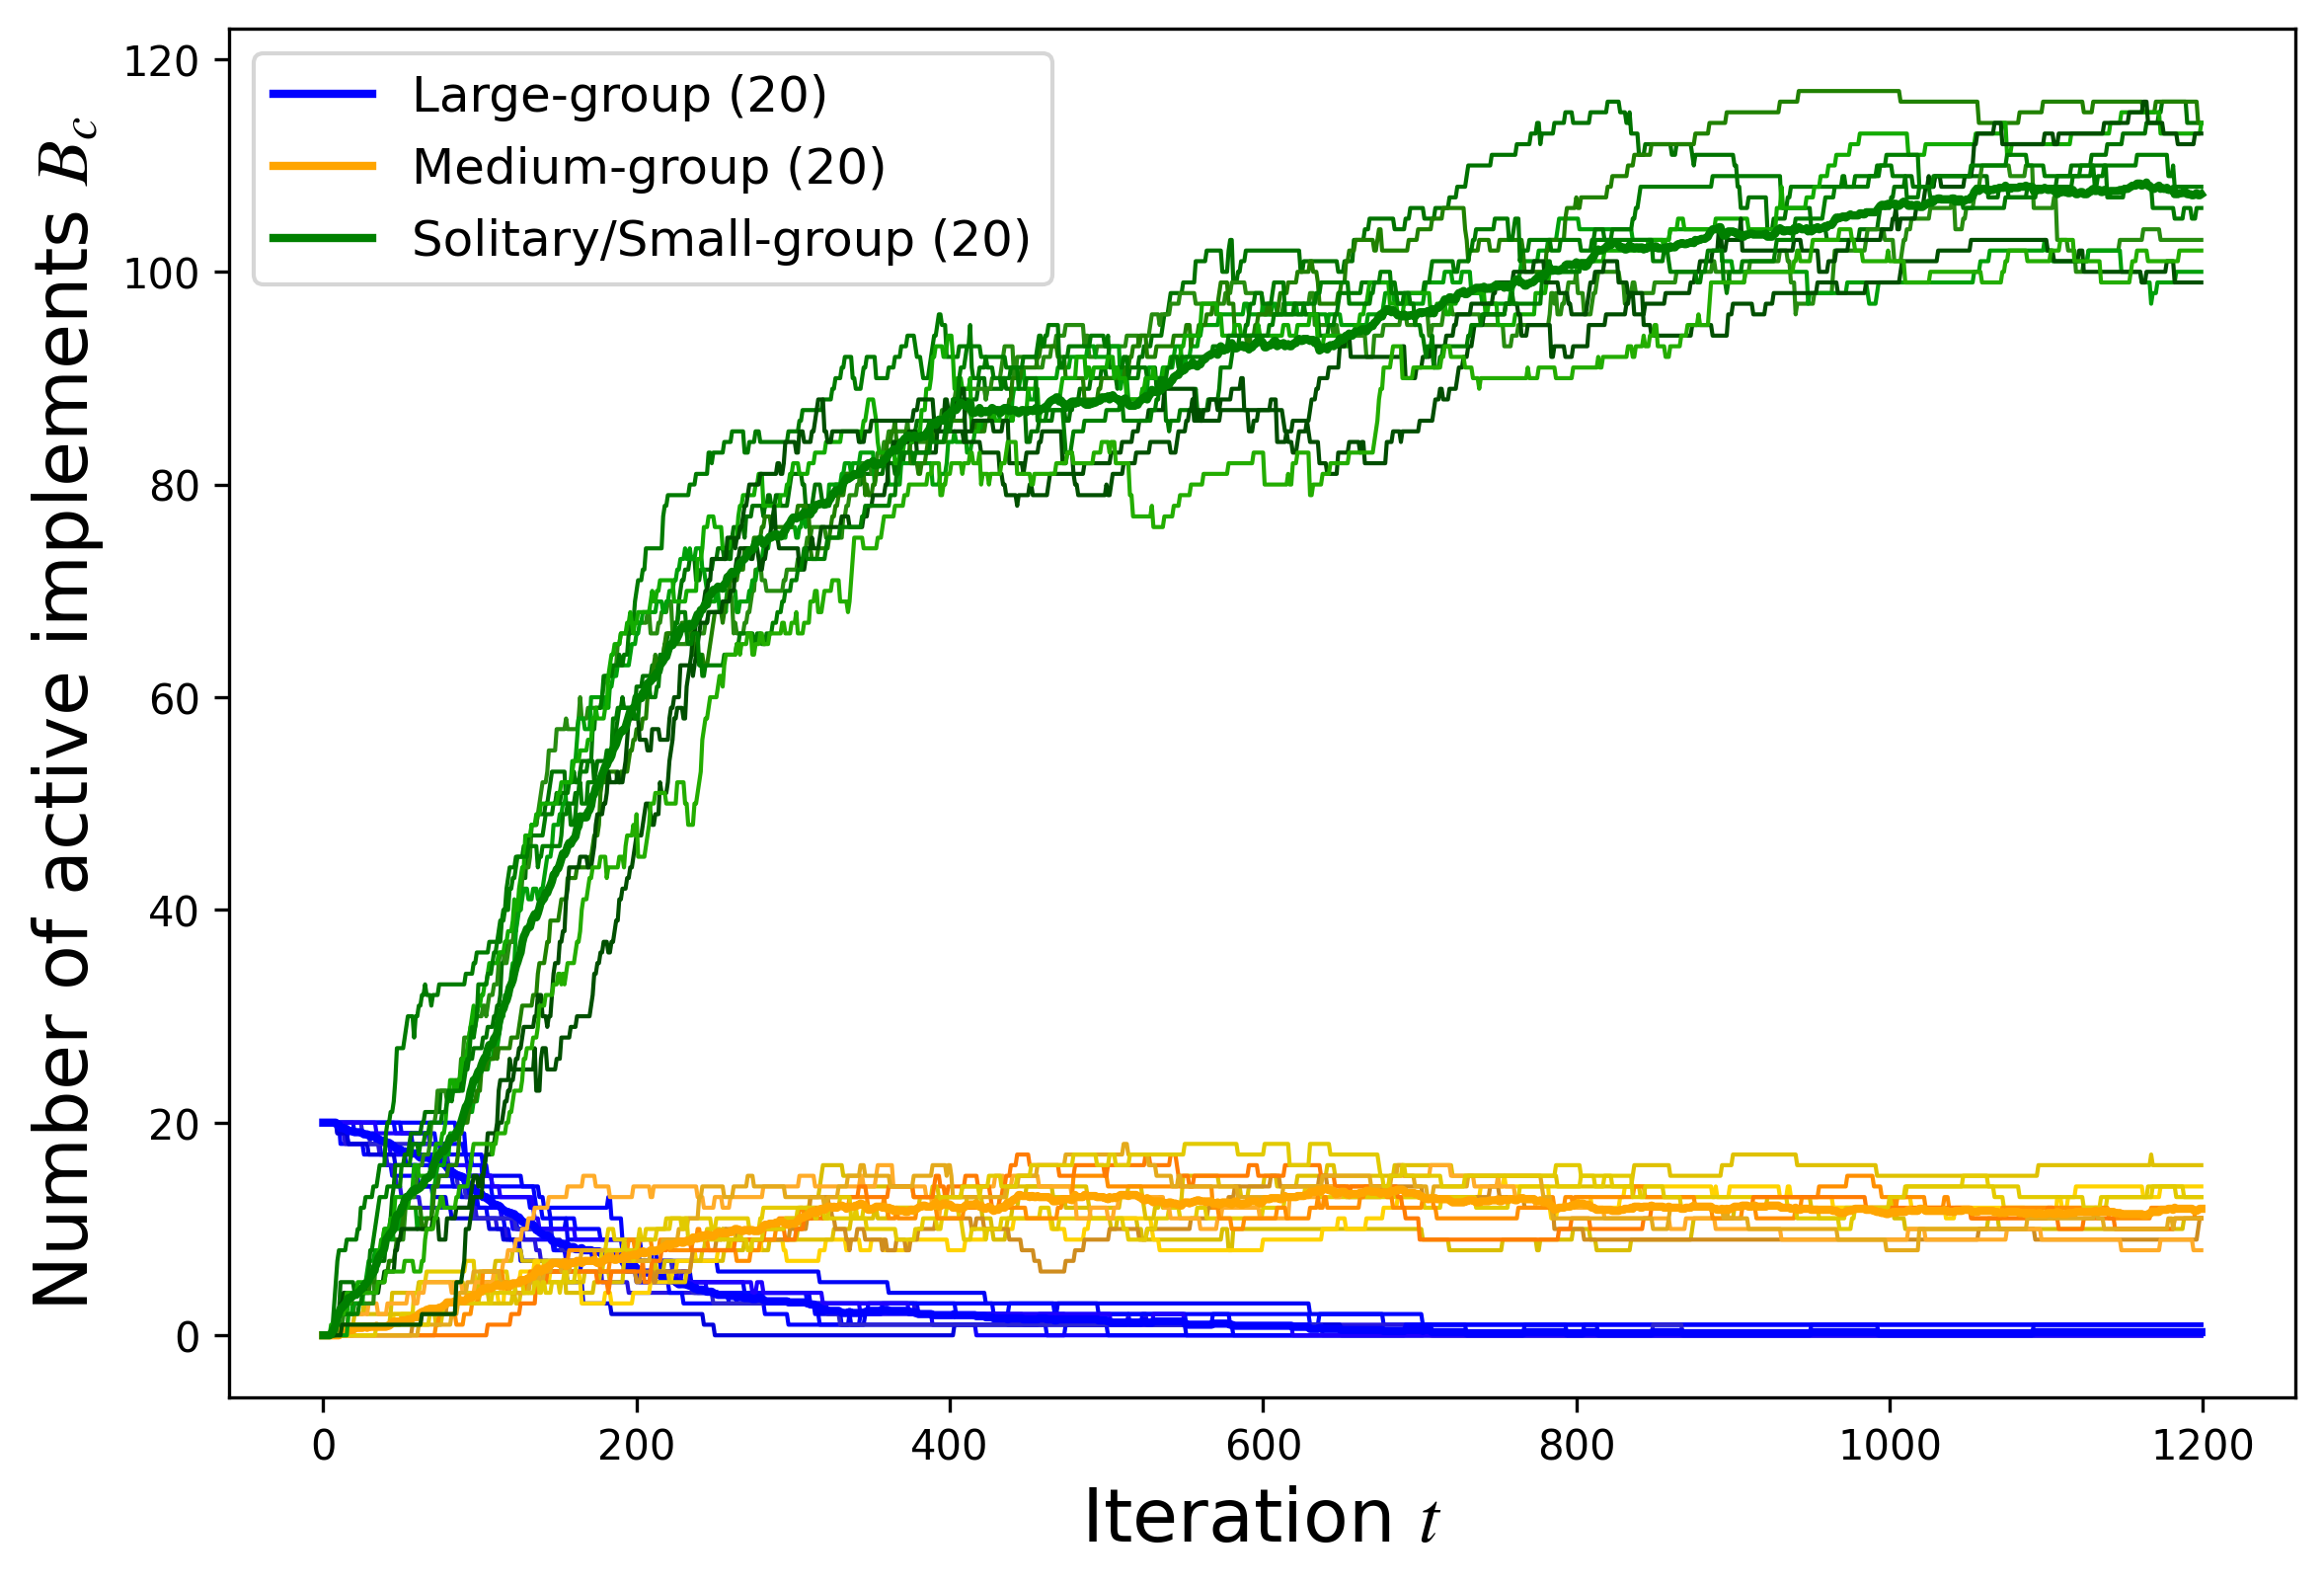 Number of active implements B_c
120
100
80
60
40
20
0
Large-group (20)
Medium-group (20)
Solitary/Small-group (20)
0 200 400 600 800 1000 1200
Iteration t